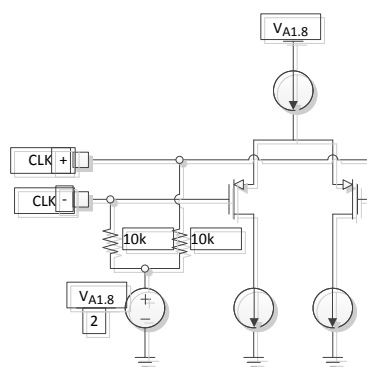 VA1.8
CLK +
CLK -
10k 10k
VA1.8
2
+
−